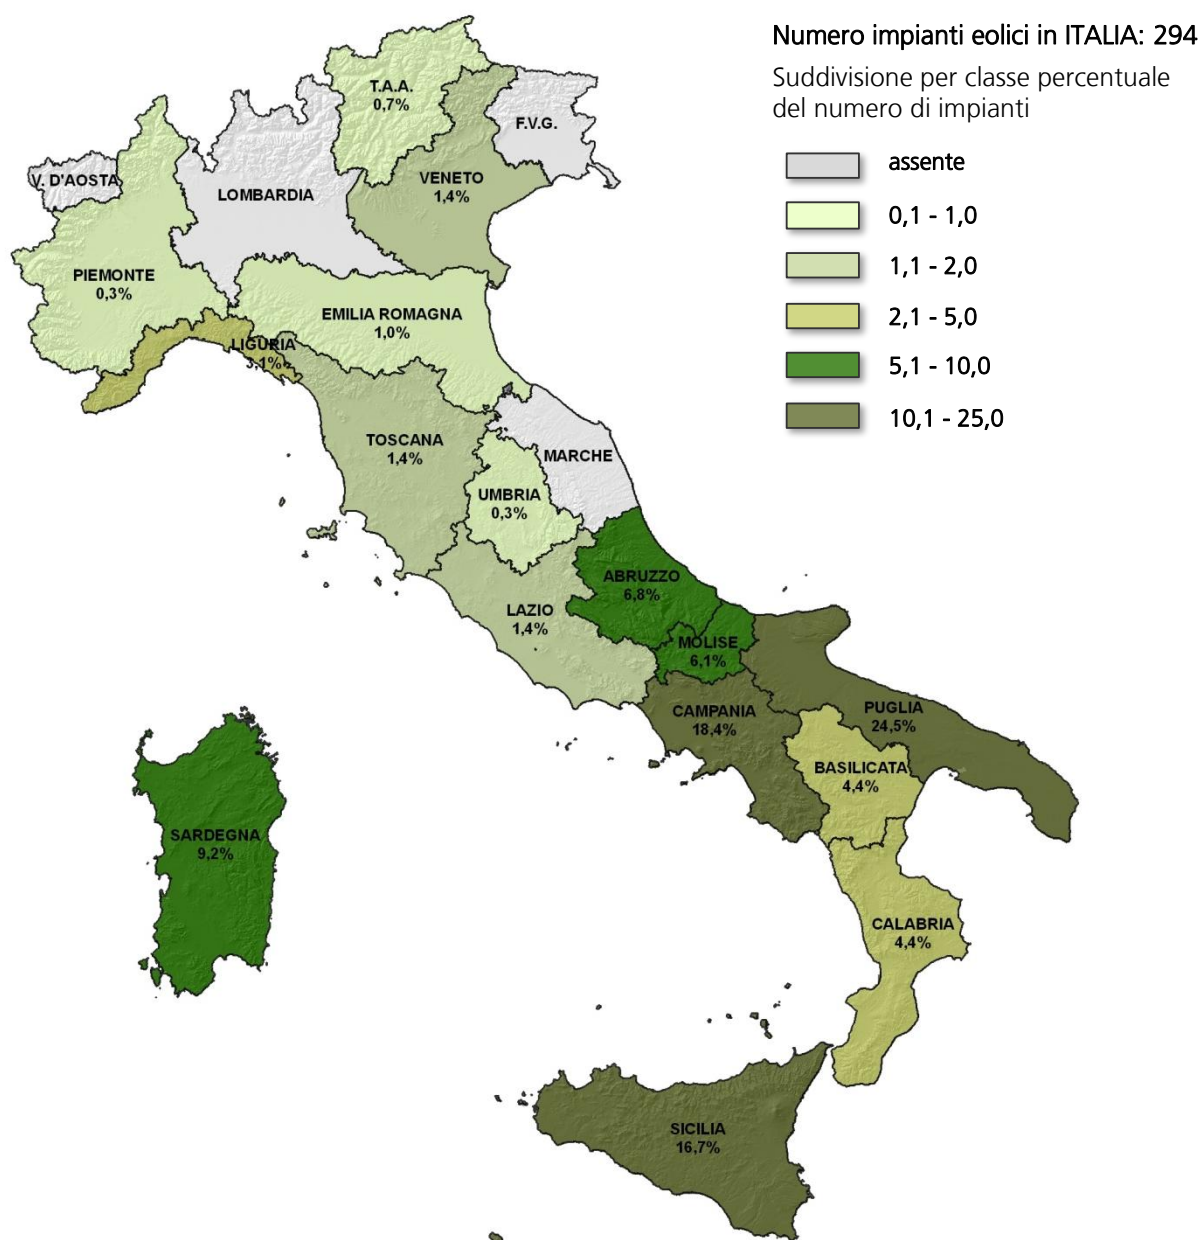 Numero impianti eolici in ITALIA: 294
Suddivisione per classe percentuale
del numero di impianti
assente
0,1 - 1,0
1,1 - 2,0
2,1 - 5,0
5,1 - 10,0
10,1 - 25,0
T.A.A.
0,7%
F.V.G.
V. D'AOSTA
LOMBARDIA
VENETO
1,4%
PIEMONTE
0,3%
EMILIA ROMAGNA
1,0%
LIGURIA
3,1%
TOSCANA
1,4%
MARCHE
UMBRIA
0,3%
ABRUZZO
6,8%
LAZIO
1,4%
MOLISE
6,1%
CAMPANIA
18,4%
PUGLIA
24,5%
BASILICATA
4,4%
SARDEGNA
9,2%
CALABRIA
4,4%
SICILIA
16,7%